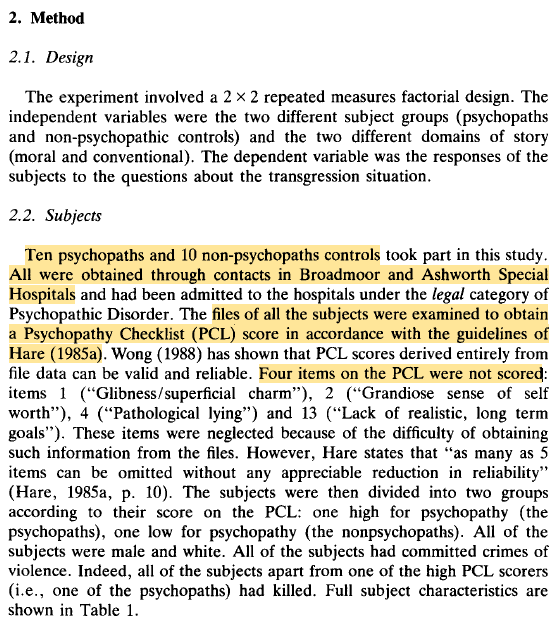 2. Method
2.1. Design
The experiment involved a 2 × 2 repeated measures factorial design. The
independent variables were the two different subject groups (psychopaths
and non-psychopathic controls) and the two different domains of story
(moral and conventional). The dependent variable was the responses of the
subjects to the questions about the transgression situation.
2.2. Subjects
Ten psychopaths and 10 non-psychopaths controls took part in this study.
All were obtained through contacts in Broadmoor and Ashworth Special
Hospitals and had been admitted to the hospitals under the legal category of
Psychopathic Disorder. The files of all the subjects were examined to obtain
a Psychopathy Checklist (PCL) score in accordance with the guidelines of
Hare (1985a). Wong (1988) has shown that PCL scores derived entirely from
file data can be valid and reliable. Four items on the PCL were not scored:
items 1 ("Glibness/superficial charm"), 2 ("Grandiose sense of self
worth"), 4 ("Pathological lying") and 13 ("Lack of realistic, long term
goals"). These items were neglected because of the difficulty of obtaining
such information from the files. However, Hare states that "as many as 5
items can be omitted without any appreciable reduction in reliability"
(Hare, 1985a, p. 10). The subjects were then divided into two groups
according to their score on the PCL: one high for psychopathy (the
psychopaths), one low for psychopathy (the nonpsychopaths). All of the
subjects were male and white. All of the subjects had committed crimes of
violence. Indeed, all of the subjects apart from one of the high PCL scorers
(i.e., one of the psychopaths) had killed. Full subject characteristics are
shown in Table 1.